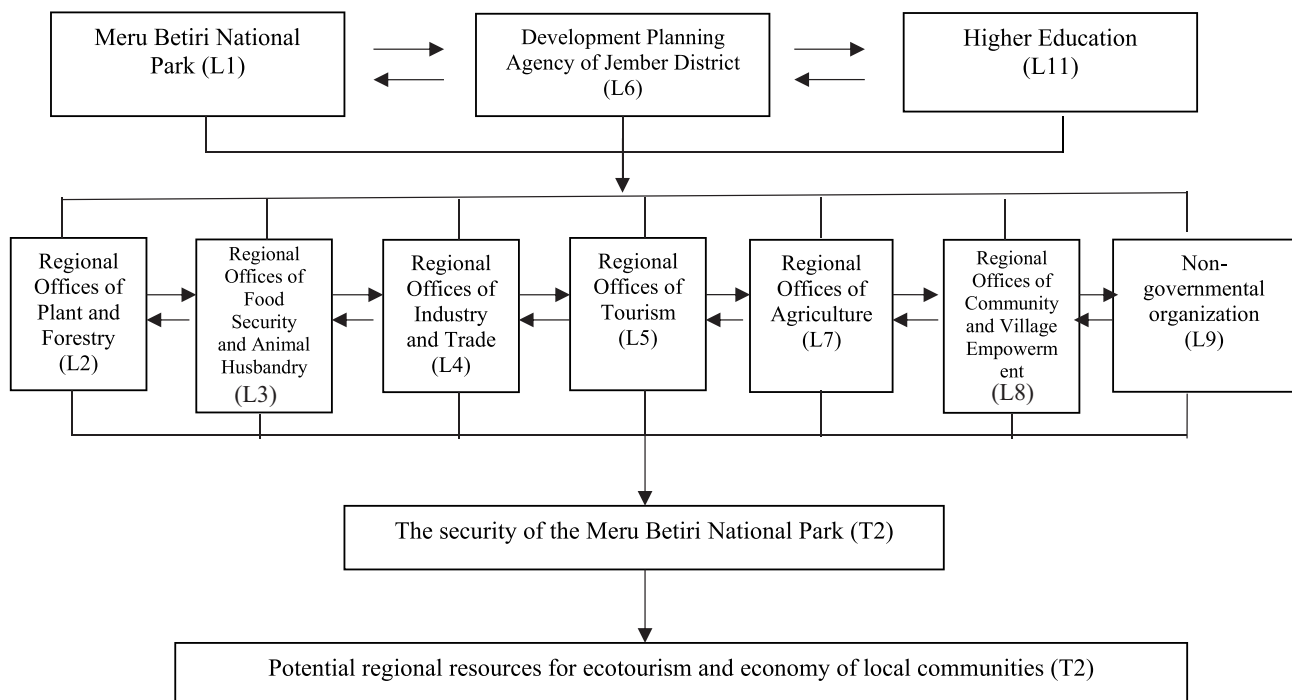 Meru Betiri National
Park (L1)
Development Planning
Agency of Jember District
(L6)
Higher Education
(L11)
Regional
Offices of
Plant and
Forestry
(L2)
Regional
Offices of
Food
Security
and Animal
Husbandry
(L3)
Regional
Offices of
Industry
and Trade
(L4)
Regional
Offices of
Tourism
(L5)
Regional
Offices of
Agriculture
(L7)
Regional
Offices of
Community
and Village
Empowerm
ent
(L8)
Non-
governmental
organization
(L9)
The security of the Meru Betiri National Park (T2)
Potential regional resources for ecotourism and economy of local communities (T2)